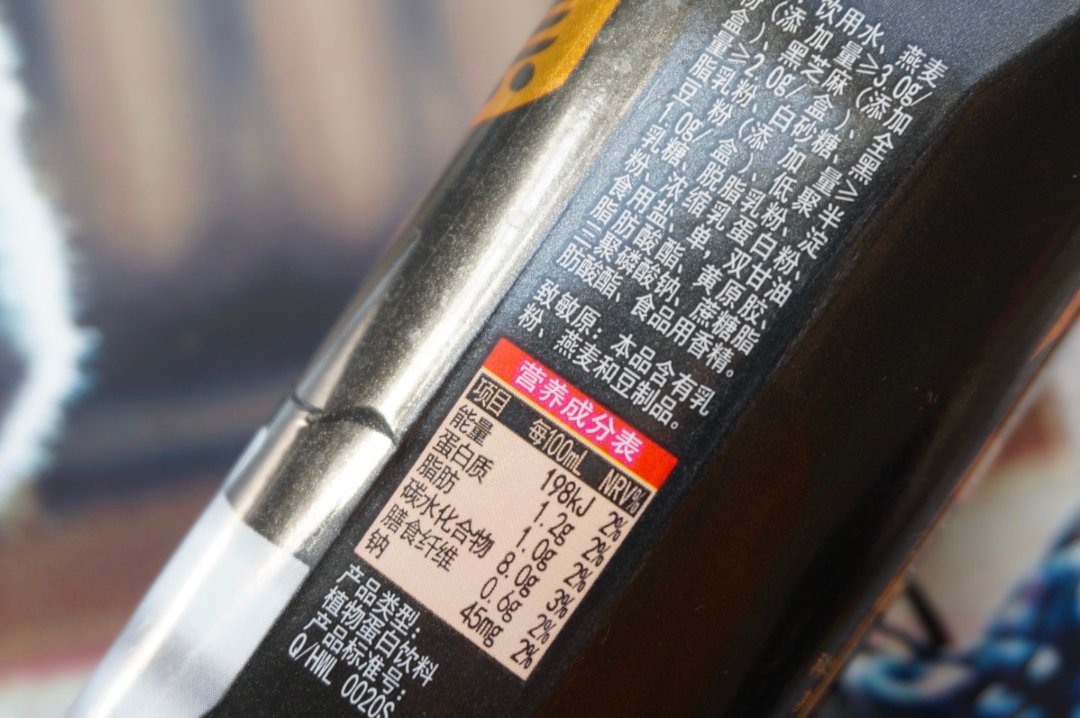 饮用水、燕麦
粉（添加量≥3.0g/
盒）、黑芝麻（添加
量≥2.0g/盒）、全
脂乳粉、白砂糖、黑
豆粉（添加量≥
1.0g/盒）、低聚半
乳糖、脱脂乳粉、淀
粉、浓缩乳蛋白粉、
食用盐、单，双甘油
脂肪酸酯、黄原胶、
三聚磷酸钠、蔗糖脂
肪酸酯、食品用香精。
致敏原：本品含有乳
粉、燕麦和豆制品。
营养成分表
项目 每100mL NRV%
能量 198kJ 2%
蛋白质 1.2g 2%
脂肪 1.0g 2%
碳水化合物 8.0g 3%
膳食纤维 0.6g 2%
钠 45mg 2%
产品类型：
植物蛋白饮料
产品标准号：
Q/HWL 0020S